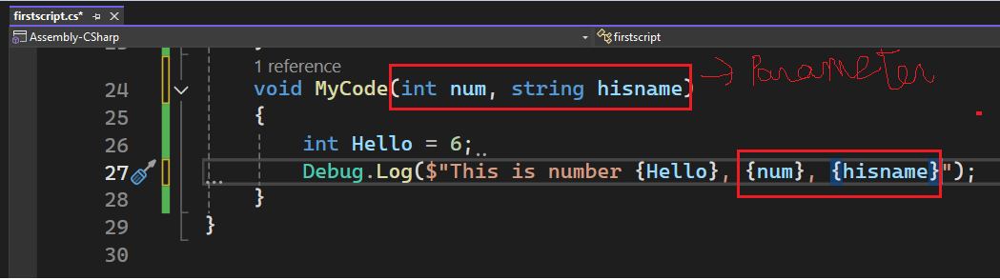 firstscript.cs*
Assembly-CSharp firstscript
23 }
1 reference
24 void MyCode(int num, string hisname)
25 {
26 int Hello = 6;
27 Debug.Log($"This is number {Hello}, {num}, {hisname}");
28 }
29 }
30